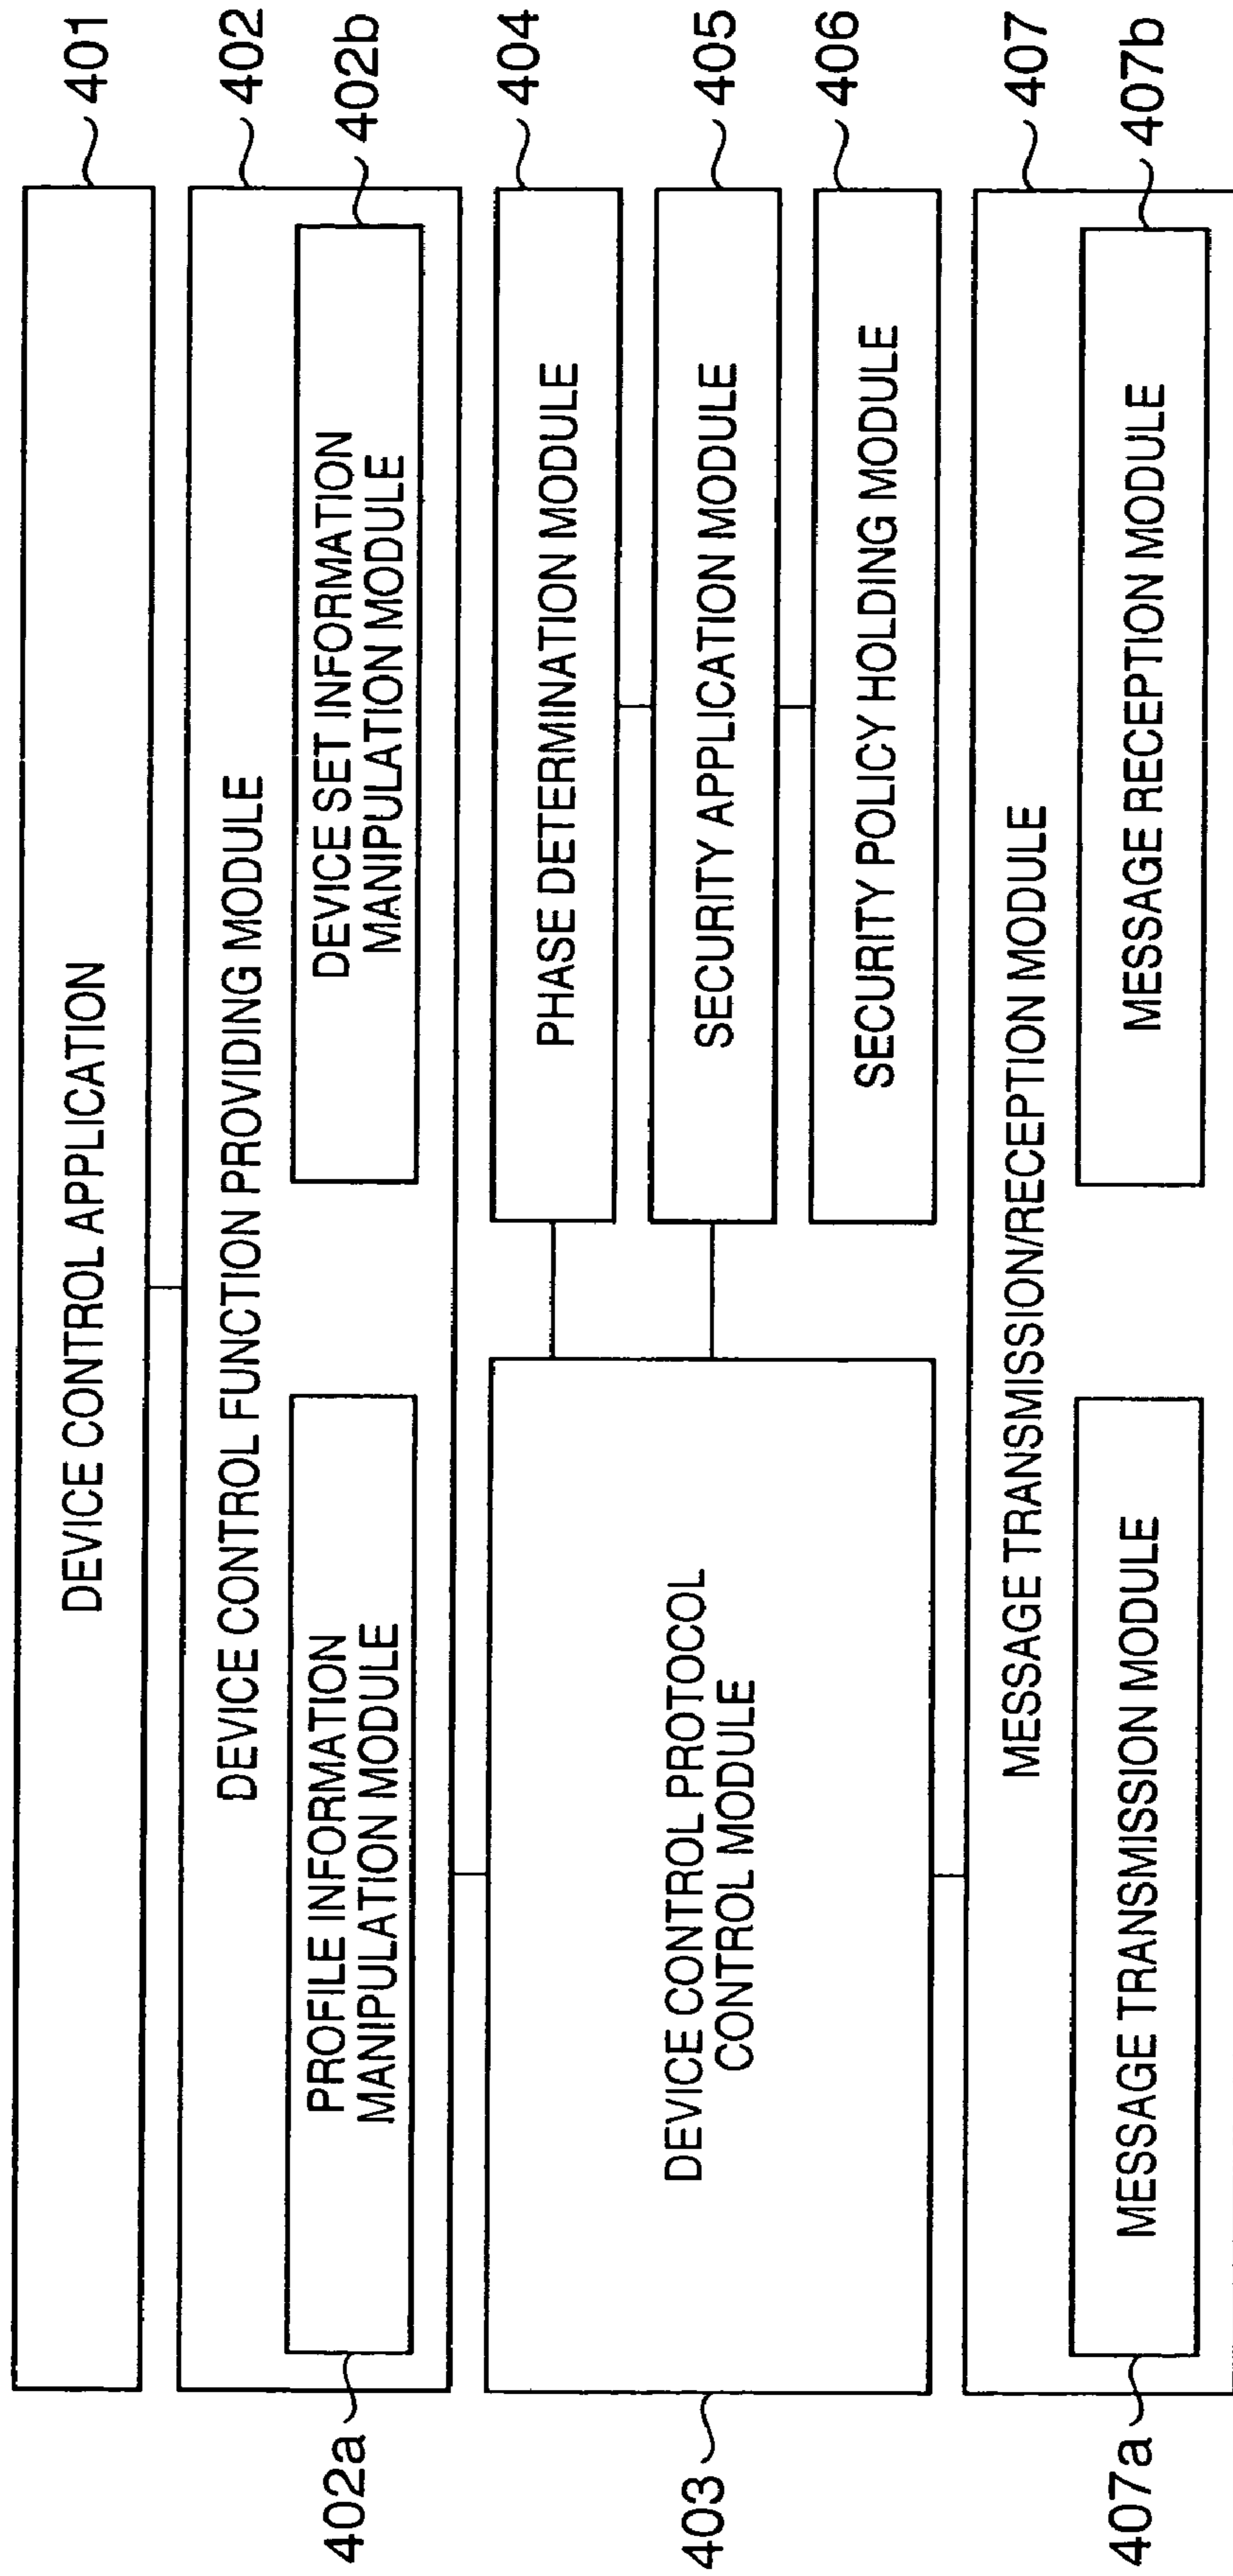 DEVICE CONTROL APPLICATION
401
DEVICE CONTROL FUNCTION PROVIDING MODULE
402
PROFILE INFORMATION
MANIPULATION MODULE
402a
DEVICE SET INFORMATION
MANIPULATION MODULE
402b
DEVICE CONTROL PROTOCOL
CONTROL MODULE
403
PHASE DETERMINATION MODULE
404
SECURITY APPLICATION MODULE
405
SECURITY POLICY HOLDING MODULE
406
MESSAGE TRANSMISSION/RECEPTION MODULE
407
MESSAGE TRANSMISSION MODULE
407a
MESSAGE RECEPTION MODULE
407b